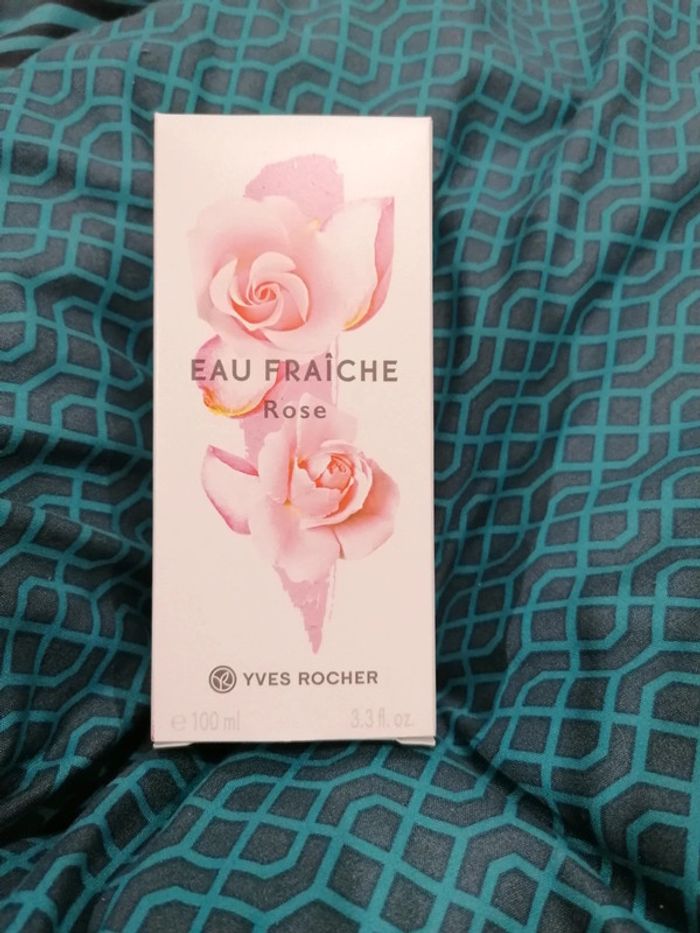 EAU FRAÎCHE
Rose
YVES ROCHER
e 100 ml 3.3 fl. oz.